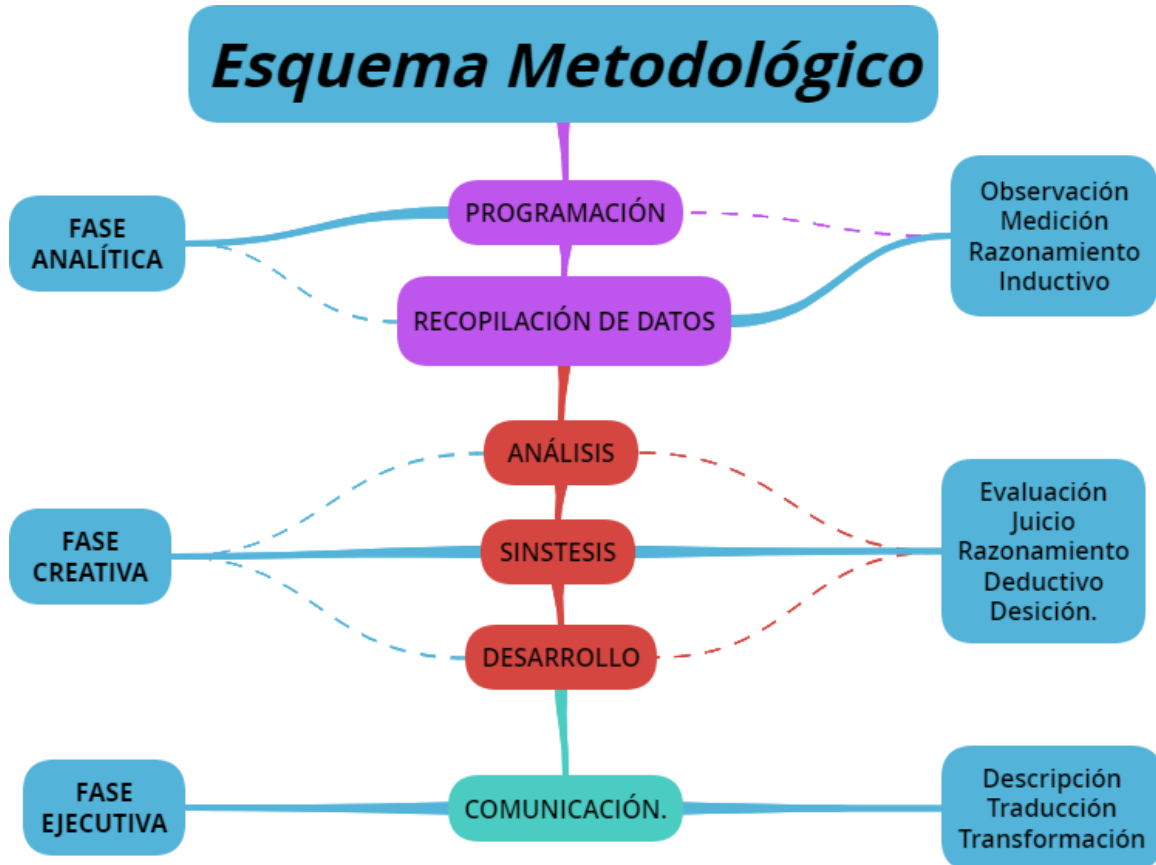 Esquema Metodológico
FASE
ANALÍTICA
PROGRAMACIÓN
RECOPILACIÓN DE DATOS
Observación
Medición
Razonamiento
Inductivo
FASE
CREATIVA
ANÁLISIS
SINSTESIS
DESARROLLO
Evaluación
Juicio
Razonamiento
Deductivo
Desición.
FASE
EJECUTIVA
COMUNICACIÓN.
Descripción
Traducción
Transformación